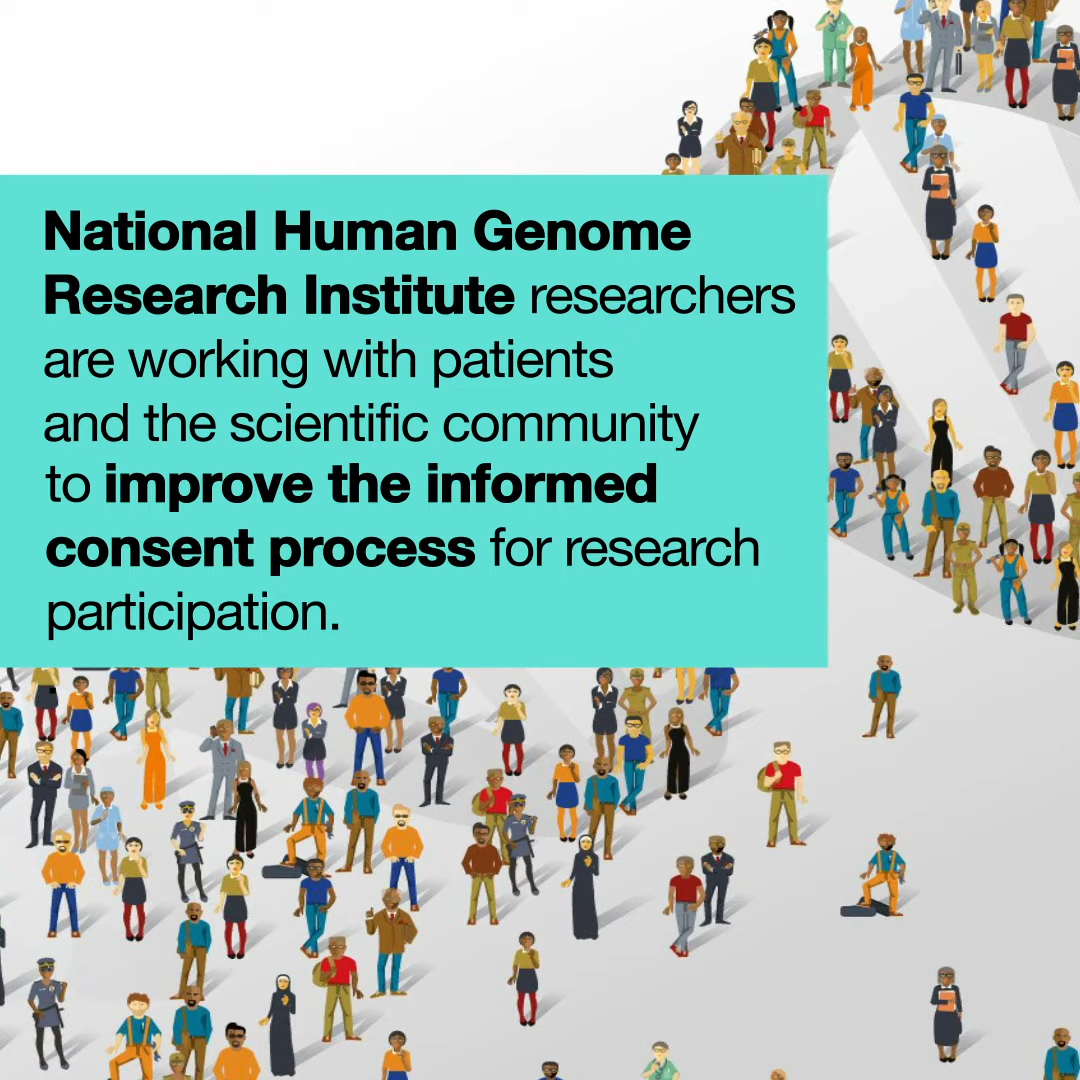 National Human Genome
Research Institute researchers
are working with patients
and the scientific community
to improve the informed
consent process for research
participation.